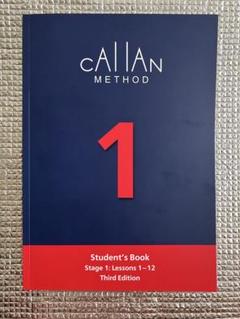 cAllAN
METHOD
1
Student's Book
Stage 1: Lessons 1–12
Third Edition